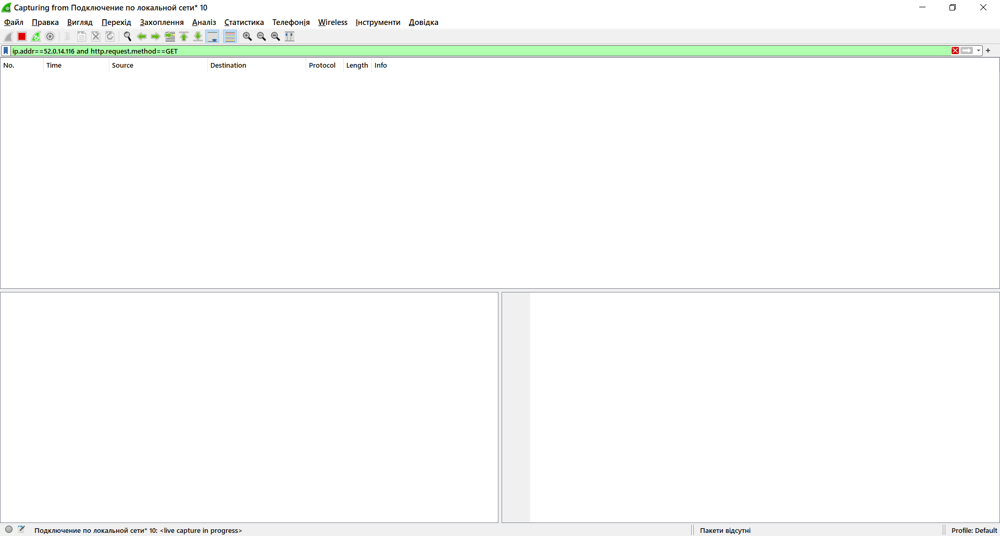 Capturing from Подключение по локальной сети* 10
Файл Правка Вигляд Перехід Захоплення Аналіз Статистика Телефонія Wireless Інструменти Довідка
ip.addr==52.0.14.116 and http.request.method==GET
+
No. Time Source Destination Protocol Length Info
Подключение по локальной сети* 10: <live capture in progress> Пакети відсутні Profile: Default